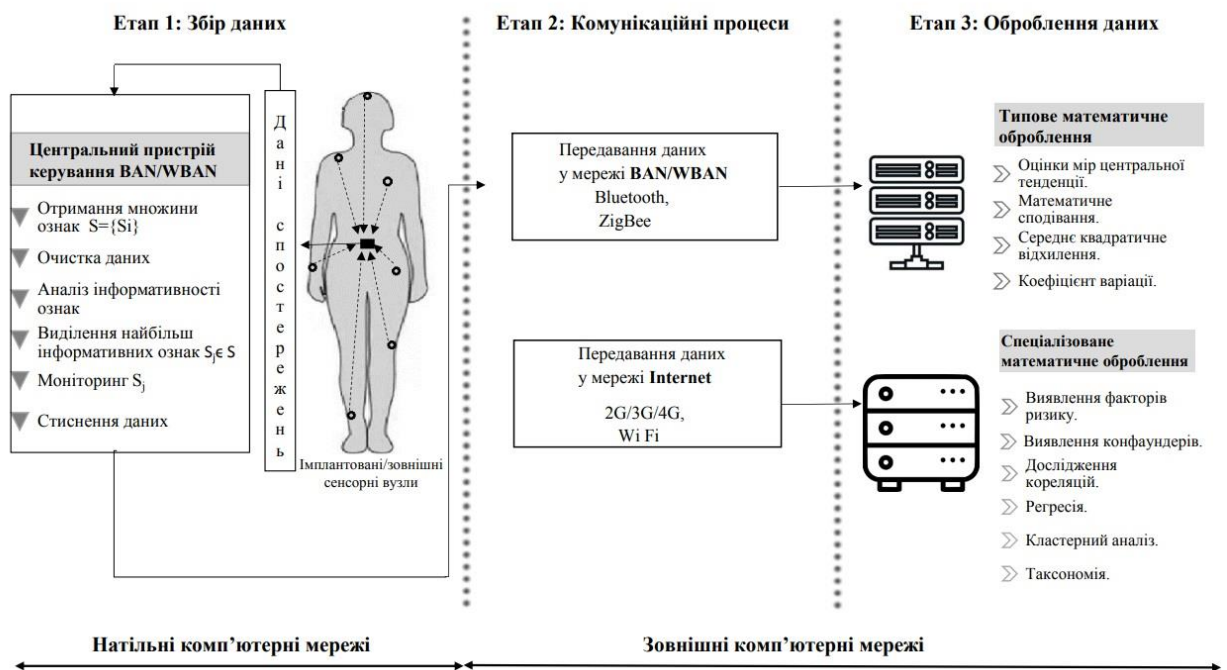 Етап 1: Збір даних
Етап 2: Комунікаційні процеси
Етап 3: Оброблення даних
Центральний пристрій
керування BAN/WBAN
Отримання множини
ознак S={Si}
Очистка даних
Аналіз інформативності
ознак
Виділення найбільш
інформативних ознак Sjϵ S
Моніторинг Sj
Стиснення даних
Дані спостережень
Імплантовані/зовнішні
сенсорні вузли
Передавання даних
у мережі BAN/WBAN
Bluetooth,
ZigBee
Передавання даних
у мережі Internet
2G/3G/4G,
Wi Fi
Типове математичне
оброблення
Оцінки мір центральної
тенденції.
Математичне
сподівання.
Середнє квадратичне
відхилення.
Коефіцієнт варіації.
Спеціалізоване
математичне оброблення
Виявлення факторів
ризику.
Виявлення конфаундерів.
Дослідження
кореляцій.
Регресія.
Кластерний аналіз.
Таксономія.
Натільні комп’ютерні мережі
Зовнішні комп’ютерні мережі